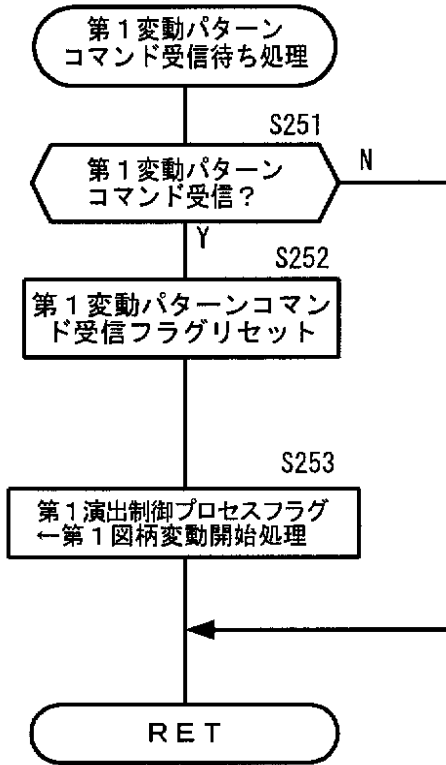 第１変動パターン
コマンド受信待ち処理
S251
第１変動パターン
コマンド受信？
N
Y
S252
第１変動パターンコマン
ド受信フラグリセット
S253
第１演出制御プロセスフラグ
←第１図柄変動開始処理
ＲＥＴ